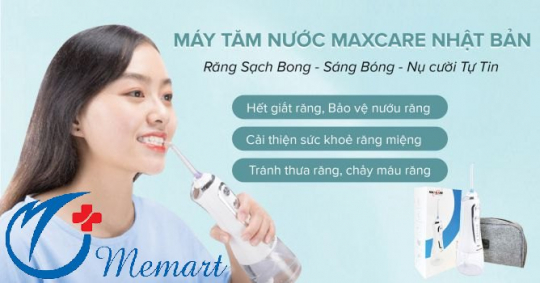 MÁY TĂM NƯỚC MAXCARE NHẬT BẢN
Răng Sạch Bong - Sáng Bóng - Nụ cười Tự Tin
Hết giắt răng, Bảo vệ nướu răng
Cải thiện sức khoẻ răng miệng
Tránh thưa răng, chảy máu răng
Memart